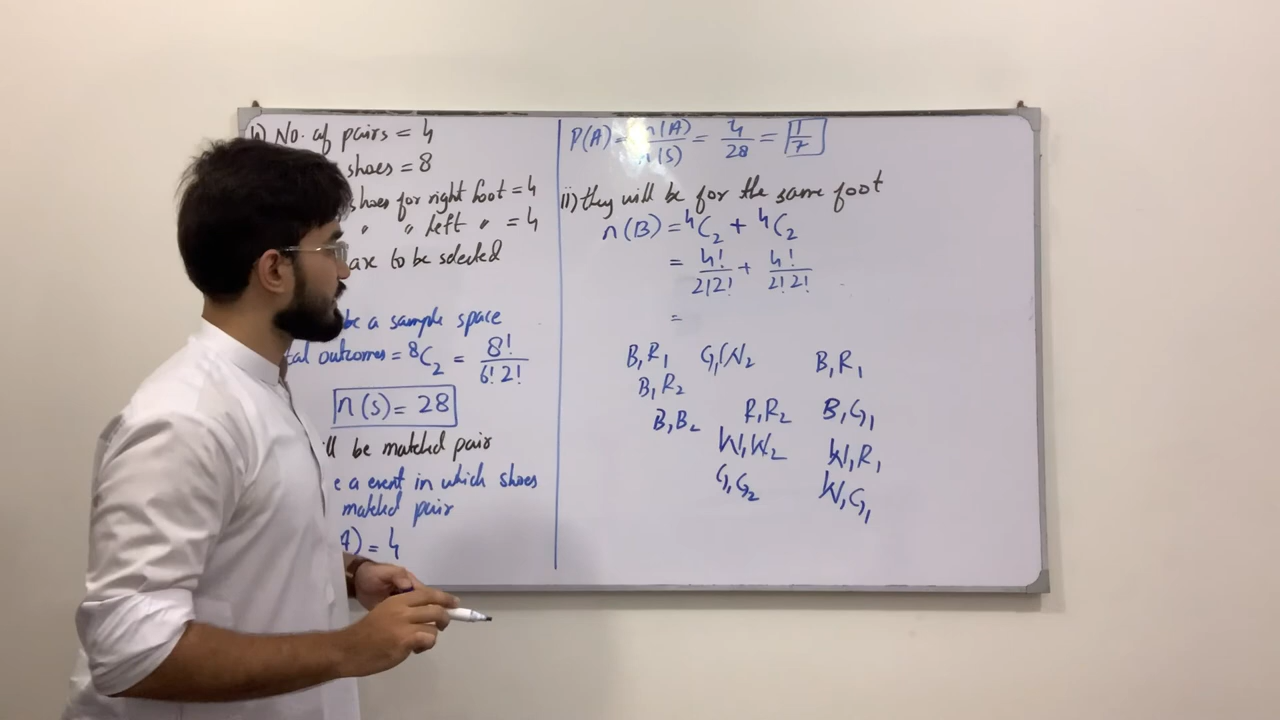 b) No. of pairs = 4
shoes = 8
shoes for right foot = 4
" " left " = 4
are to be selected
be a sample space
tal outcomes = ⁸C₂ = 8!/6! 2!
n(S) = 28
ll be matched pair
e a event in which shoes
matched pair
A) = 4
P(A) = n(A)/n(S) = 4/28 = 1/7
ii) they will be for the same foot
n(B) = ⁴C₂ + ⁴C₂
= 4!/2!2! + 4!/2! 2!
=
B₁R₁ G₁W₂ B₁R₁
B₁R₂
B₁B₂ R₁R₂ B₁G₁
W₁W₂ W₁R₁
G₁G₂ W₁G₁